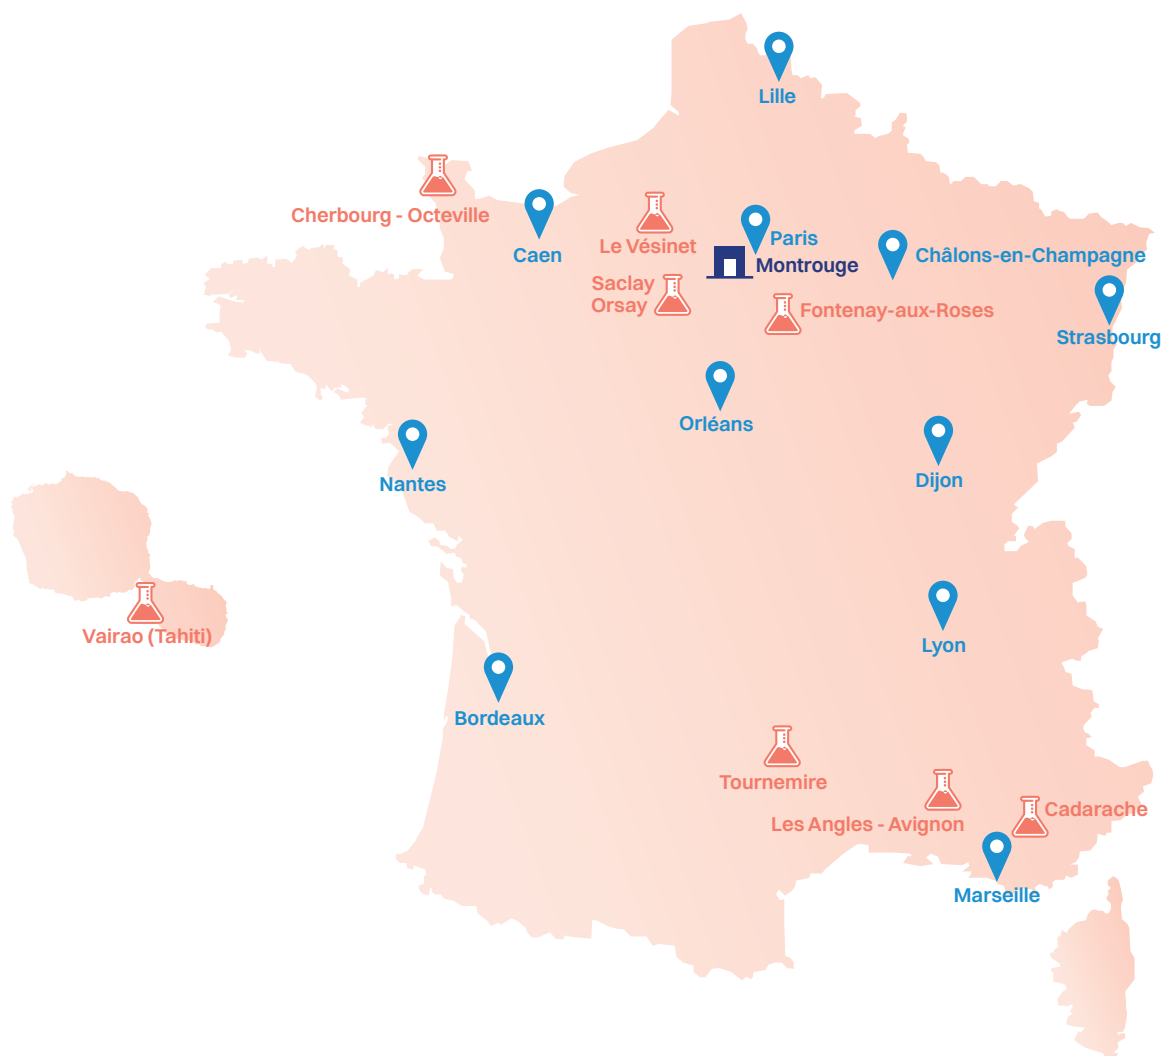 Lille
Cherbourg - Octeville
Caen
Le Vésinet
Paris
Montrouge
Châlons-en-Champagne
Saclay
Orsay
Fontenay-aux-Roses
Strasbourg
Orléans
Nantes
Dijon
Vairao (Tahiti)
Lyon
Bordeaux
Tournemire
Les Angles - Avignon
Cadarache
Marseille